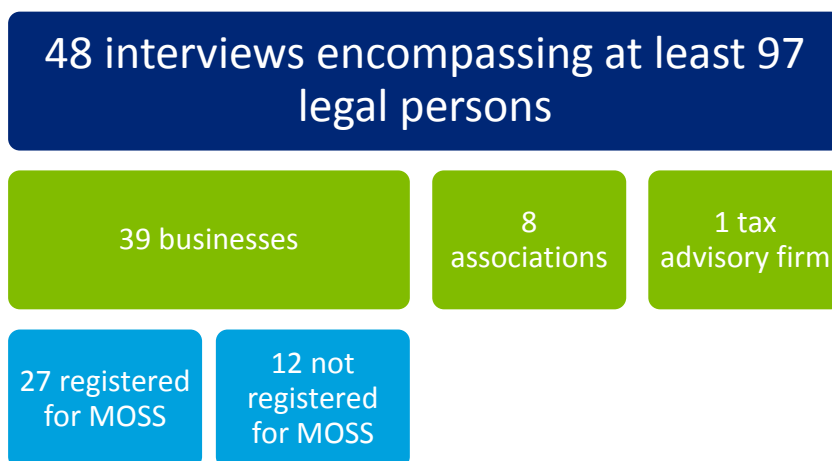 48 interviews encompassing at least 97
legal persons
39 businesses
8
associations
1 tax
advisory firm
27 registered
for MOSS
12 not
registered
for MOSS